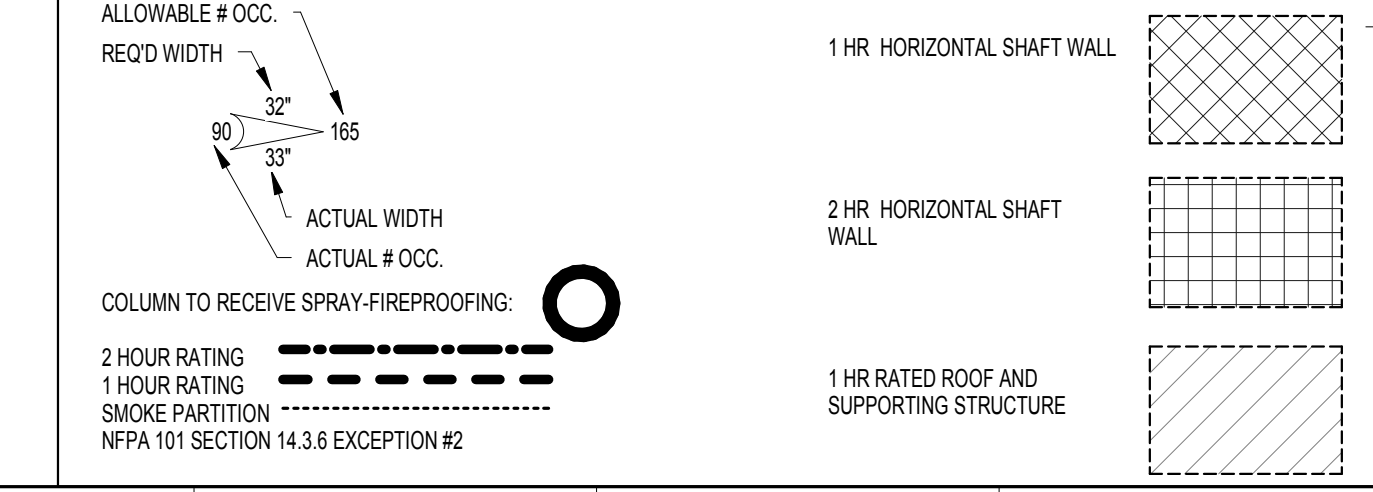 ALLOWABLE # OCC.
REQ'D WIDTH
32"
90
165
33"
ACTUAL WIDTH
ACTUAL # OCC.
COLUMN TO RECEIVE SPRAY-FIREPROOFING:
2 HOUR RATING
1 HOUR RATING
SMOKE PARTITION
NFPA 101 SECTION 14.3.6 EXCEPTION #2
1 HR HORIZONTAL SHAFT WALL
2 HR HORIZONTAL SHAFT
WALL
1 HR RATED ROOF AND
SUPPORTING STRUCTURE